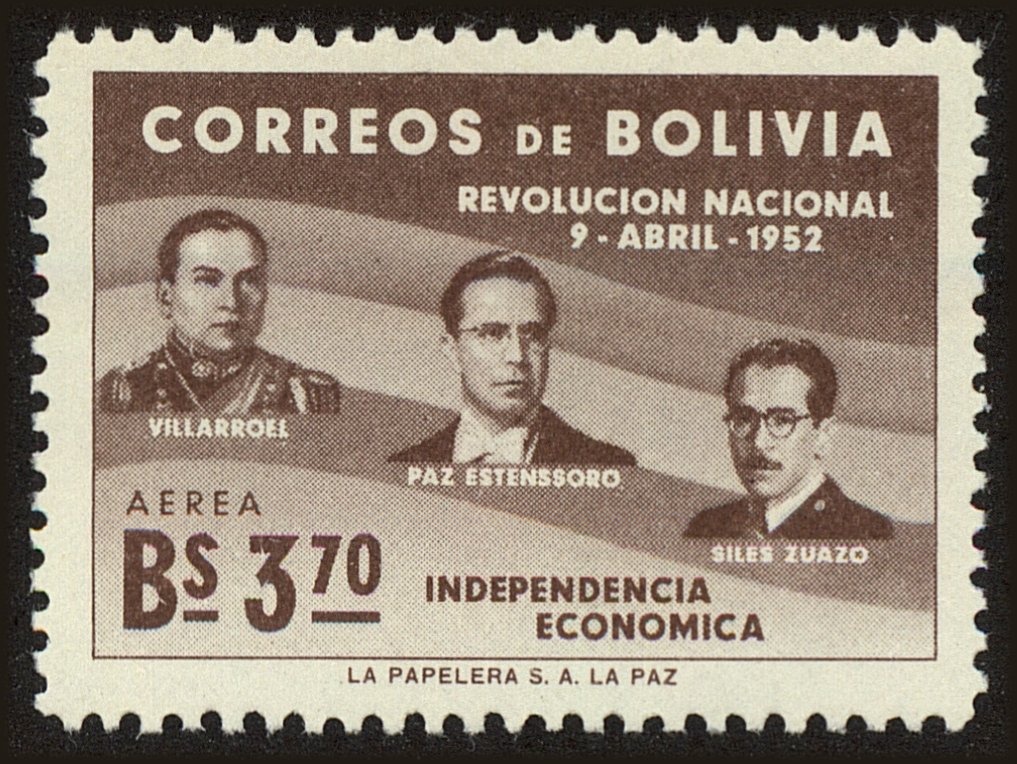 CORREOS DE BOLIVIA
REVOLUCION NACIONAL
9 - ABRIL - 1952
VILLARROEL
PAZ ESTENSSORO
SILES ZUAZO
AEREA
Bs 3 70
INDEPENDENCIA
ECONOMICA
LA PAPELERA S. A. LA PAZ